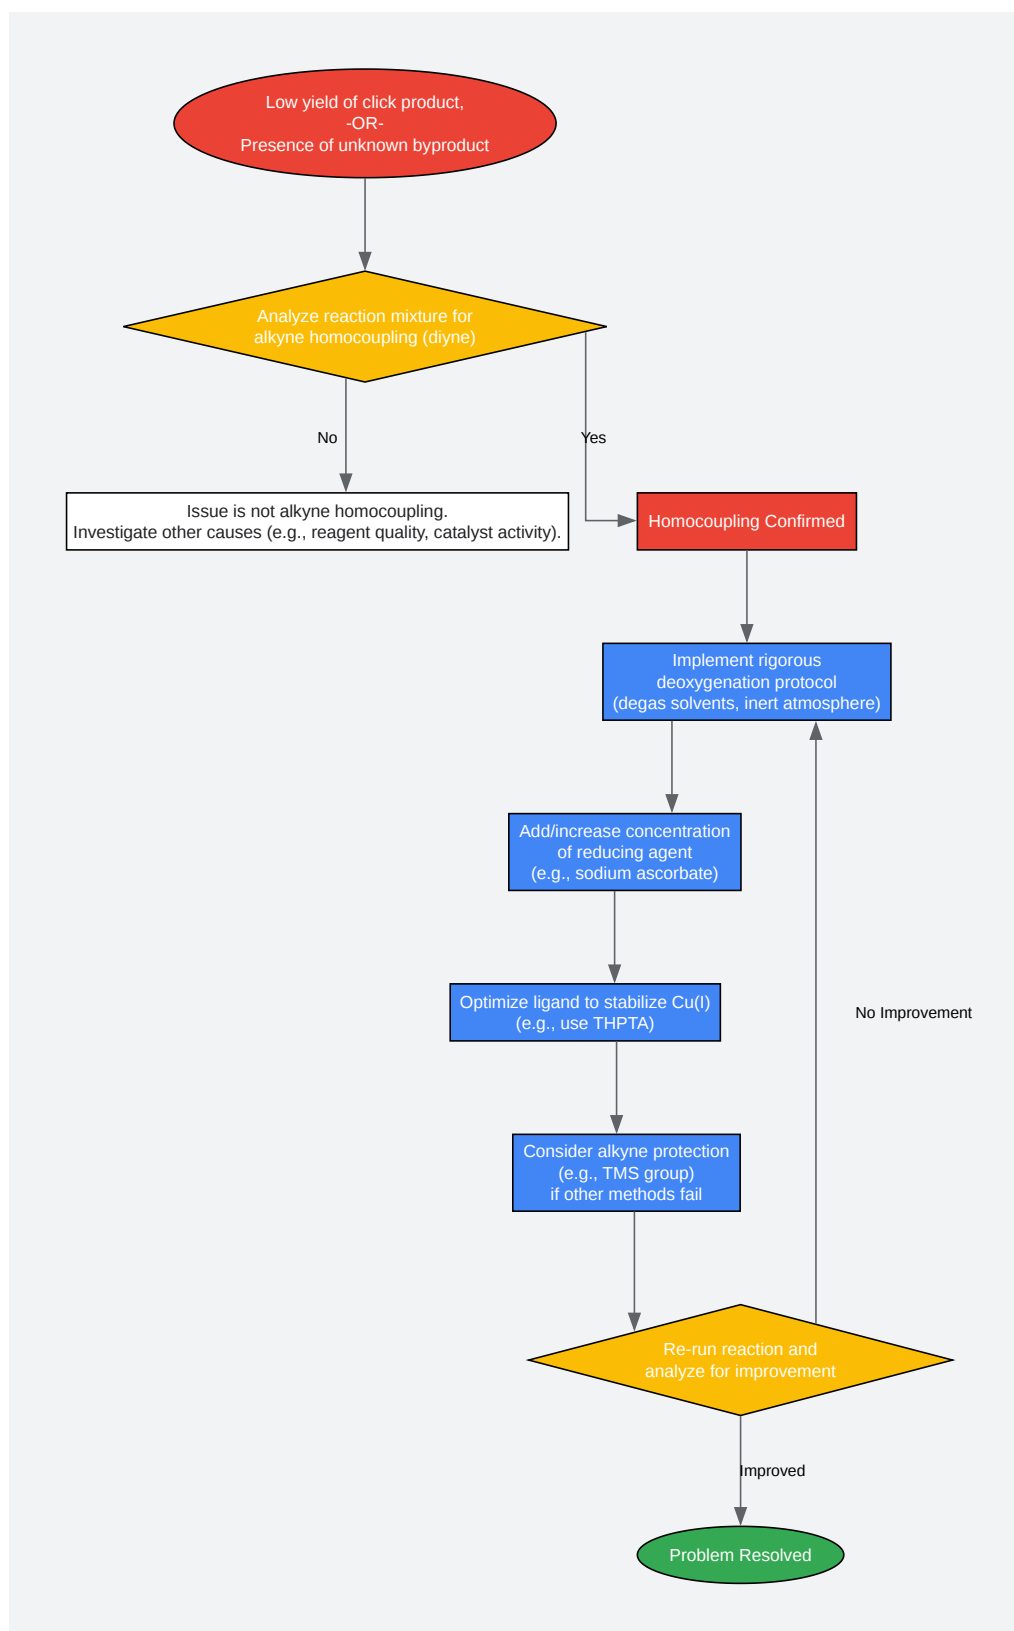 Low yield of click product,
-OR-
Presence of unknown byproduct
Analyze reaction mixture for
alkyne homocoupling (diyne)
No
Yes
Issue is not alkyne homocoupling.
Investigate other causes (e.g., reagent quality, catalyst activity).
Homocoupling Confirmed
Implement rigorous
deoxygenation protocol
(degas solvents, inert atmosphere)
Add/increase concentration
of reducing agent
(e.g., sodium ascorbate)
Optimize ligand to stabilize Cu(I)
(e.g., use THPTA)
No Improvement
Consider alkyne protection
(e.g., TMS group)
if other methods fail
Re-run reaction and
analyze for improvement
Improved
Problem Resolved